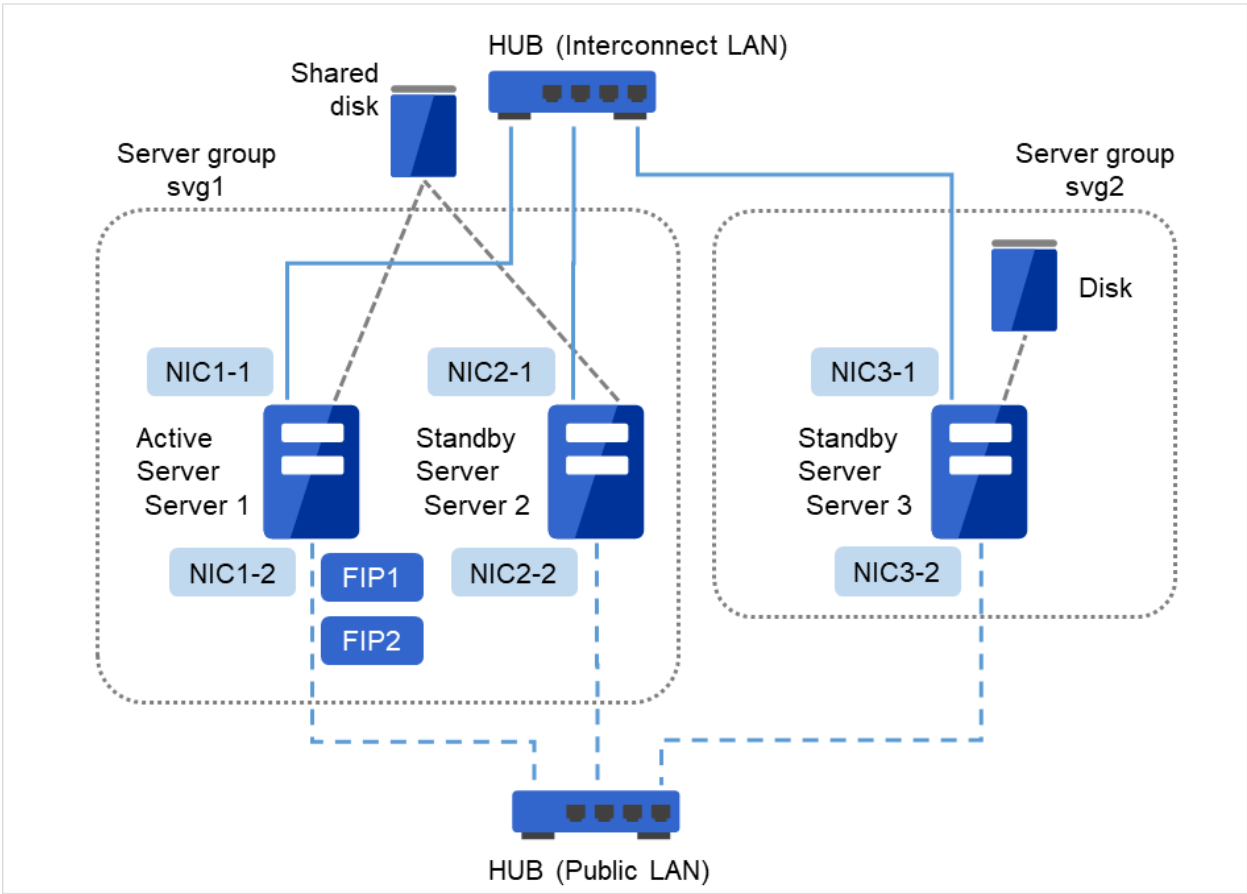 HUB (Interconnect LAN)
Shared
disk
Server group
svg1
Server group
svg2
Disk
NIC1-1
NIC2-1
NIC3-1
Active
Server
Server 1
Standby
Server
Server 2
Standby
Server
Server 3
NIC1-2
FIP1
FIP2
NIC2-2
NIC3-2
HUB (Public LAN)